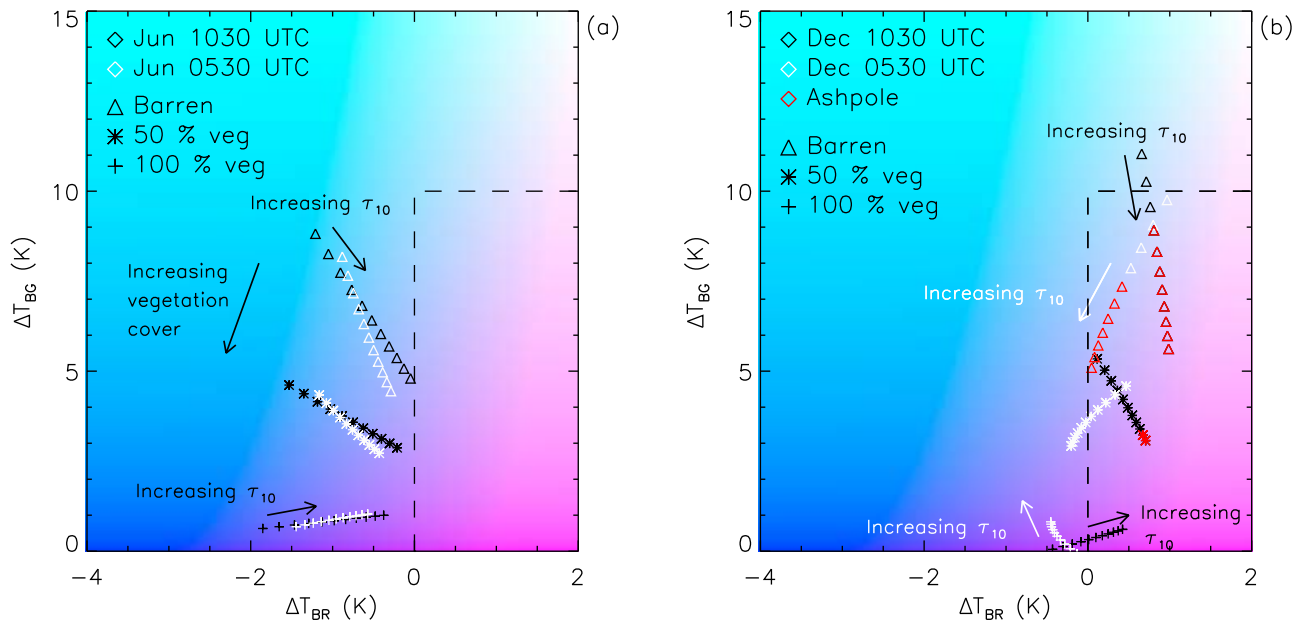 15
(a)
◇ Jun 1030 UTC
◇ Jun 0530 UTC
△ Barren
✳ 50 % veg
+ 100 % veg
10
Increasing τ10
Increasing
vegetation
cover
ΔTBG (K)
5
Increasing τ10
0
−4
−2
0
2
ΔTBR (K)
15
(b)
◇ Dec 1030 UTC
◇ Dec 0530 UTC
◇ Ashpole
Increasing τ10
△ Barren
✳ 50 % veg
+ 100 % veg
10
Increasing τ10
ΔTBG (K)
5
Increasing τ10
Increasing
τ10
0
−4
−2
0
2
ΔTBR (K)